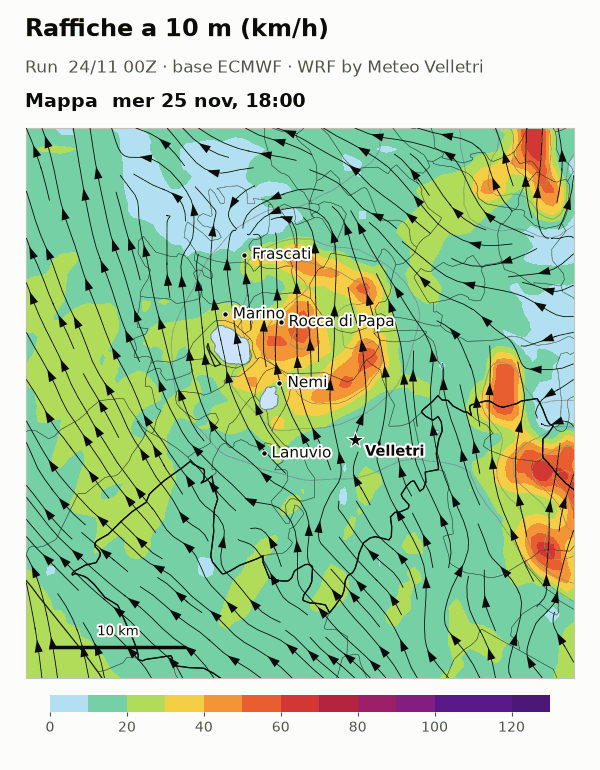 Raffiche a 10 m (km/h)
Run  24/11 00Z · base ECMWF · WRF by Meteo Velletri
Mappa  mer 25 nov, 18:00
Frascati
Marino
Rocca di Papa
Nemi
Velletri
Lanuvio
10 km
0 20 40 60 80 100 120